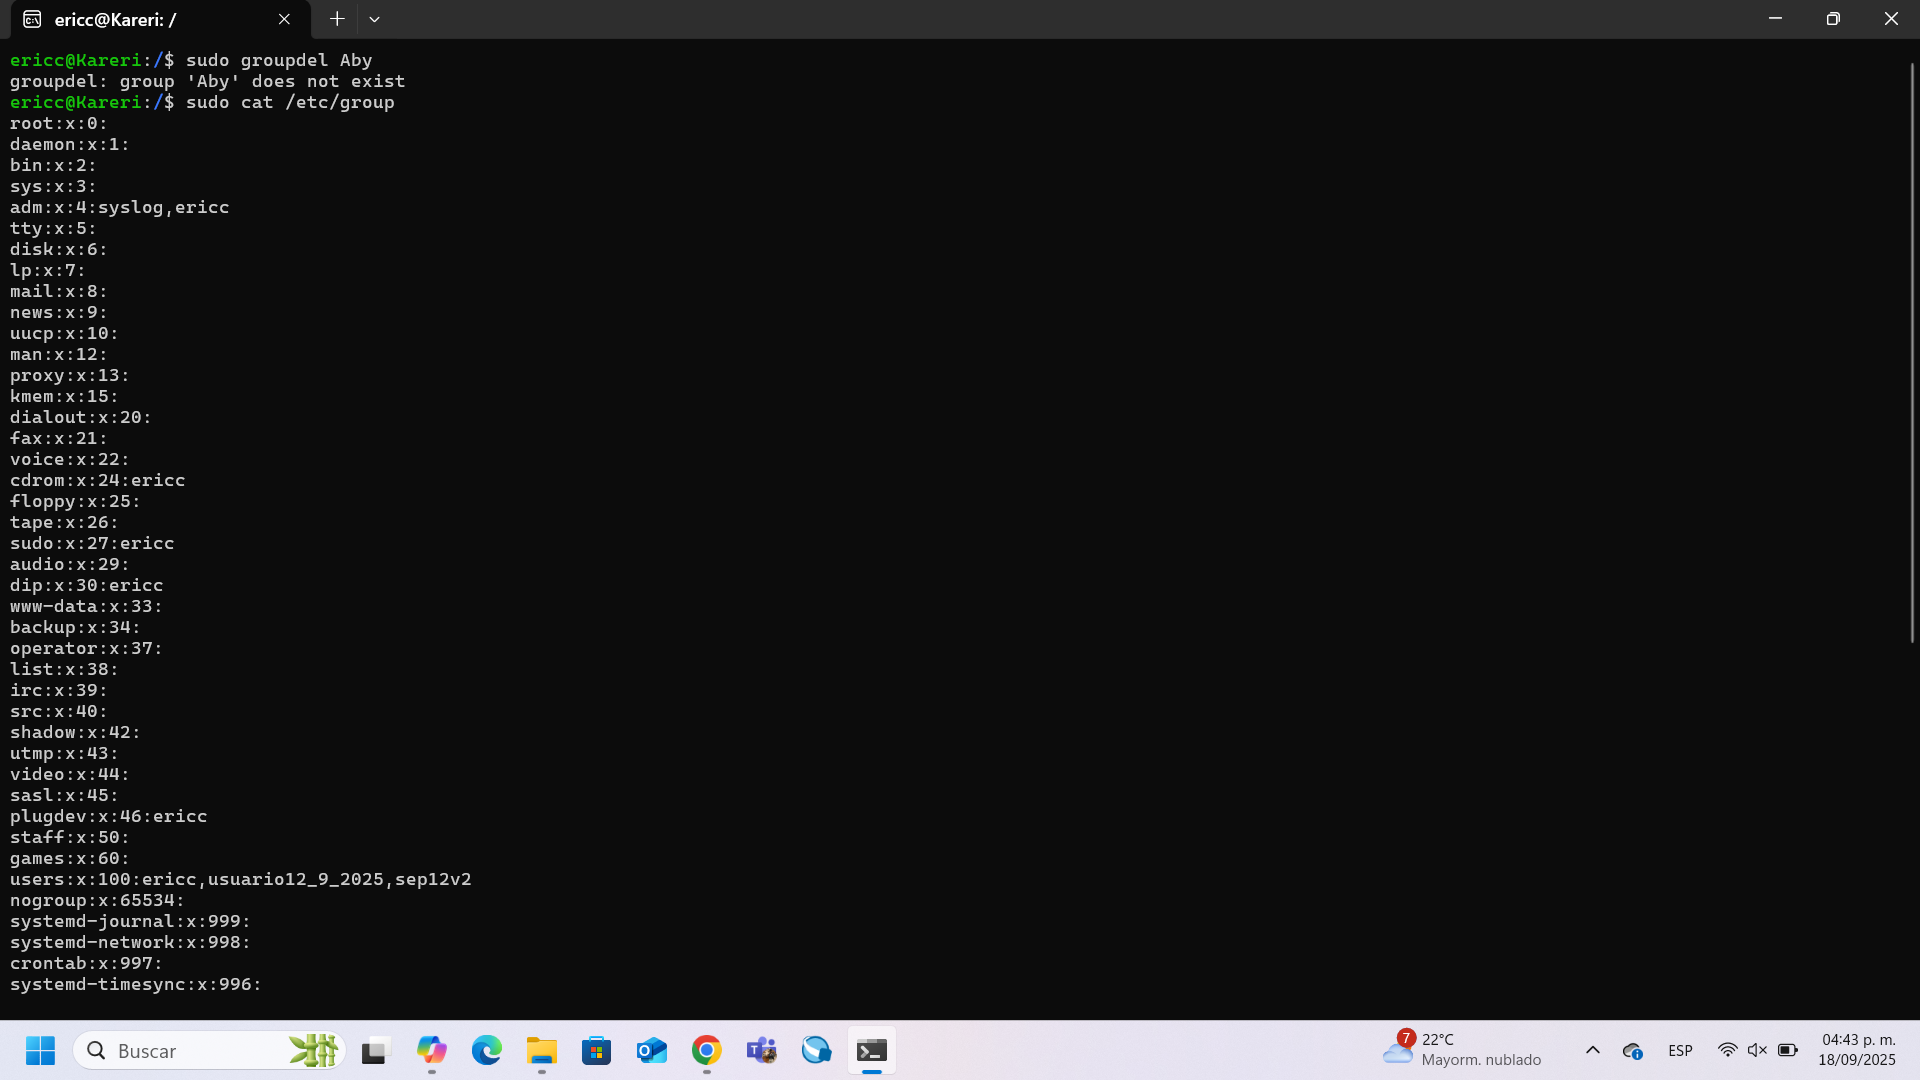 ericc@Kareri: /
ericc@Kareri:/$ sudo groupdel Aby
groupdel: group 'Aby' does not exist
ericc@Kareri:/$ sudo cat /etc/group
root:x:0:
daemon:x:1:
bin:x:2:
sys:x:3:
adm:x:4:syslog,ericc
tty:x:5:
disk:x:6:
lp:x:7:
mail:x:8:
news:x:9:
uucp:x:10:
man:x:12:
proxy:x:13:
kmem:x:15:
dialout:x:20:
fax:x:21:
voice:x:22:
cdrom:x:24:ericc
floppy:x:25:
tape:x:26:
sudo:x:27:ericc
audio:x:29:
dip:x:30:ericc
www-data:x:33:
backup:x:34:
operator:x:37:
list:x:38:
irc:x:39:
src:x:40:
shadow:x:42:
utmp:x:43:
video:x:44:
sasl:x:45:
plugdev:x:46:ericc
staff:x:50:
games:x:60:
users:x:100:ericc,usuario12_9_2025,sep12v2
nogroup:x:65534:
systemd-journal:x:999:
systemd-network:x:998:
crontab:x:997:
systemd-timesync:x:996:
Buscar
7
22°C
Mayorm. nublado
ESP
04:43 p. m.
18/09/2025